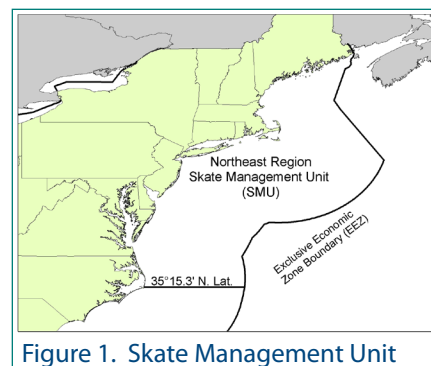 Northeast Region
Skate Management Unit
(SMU)
Exclusive Economic
Zone Boundary (EEZ)
35°15.3' N. Lat.
Figure 1. Skate Management Unit